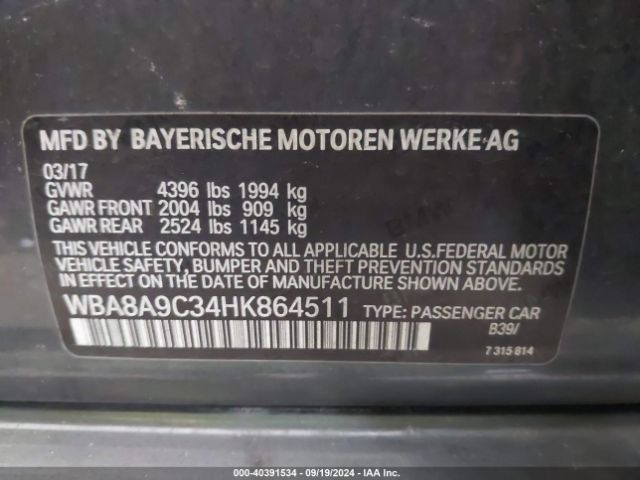 MFD BY BAYERISCHE MOTOREN WERKE AG
03/17
GVWR 4396 lbs 1994 kg
GAWR FRONT 2004 lbs 909 kg
GAWR REAR 2524 lbs 1145 kg
THIS VEHICLE CONFORMS TO ALL APPLICABLE U.S.FEDERAL MOTOR
VEHICLE SAFETY, BUMPER AND THEFT PREVENTION STANDARDS
IN EFFECT ON THE DATE OF MANUFACTURE SHOWN ABOVE.
WBA8A9C34HK864511 TYPE: PASSENGER CAR
B39/
7 315 814
WD-0 - 40391534 - 09/19/2024 - IAA Inc.